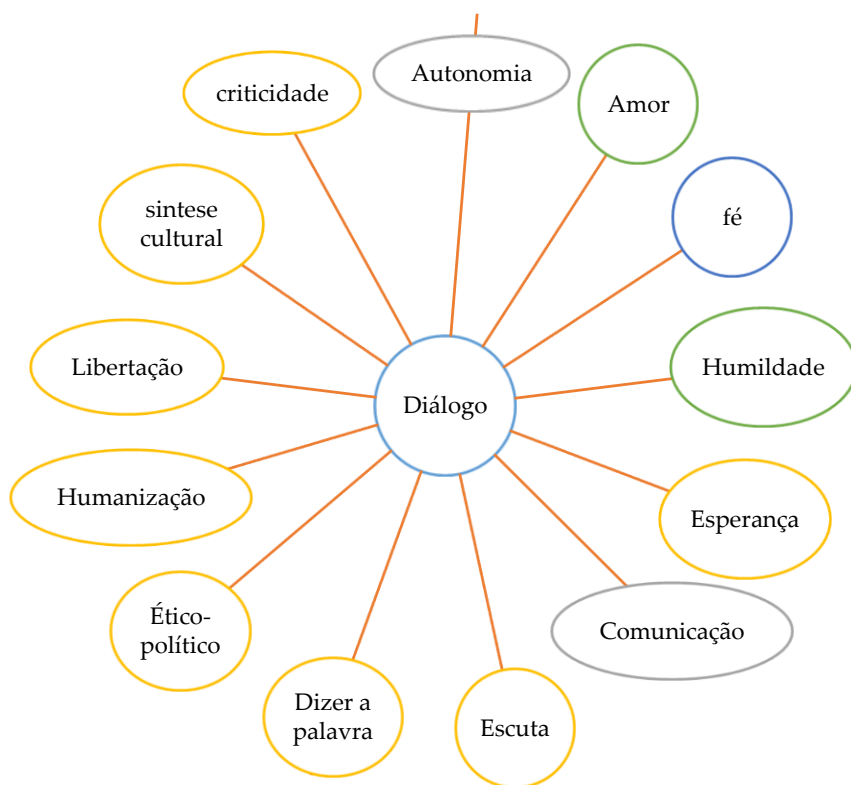 Autonomia
criticidade
Amor
sintese
cultural
fé
Libertação
Humildade
Diálogo
Humanização
Esperança
Ético-
político
Comunicação
Dizer a
palavra
Escuta